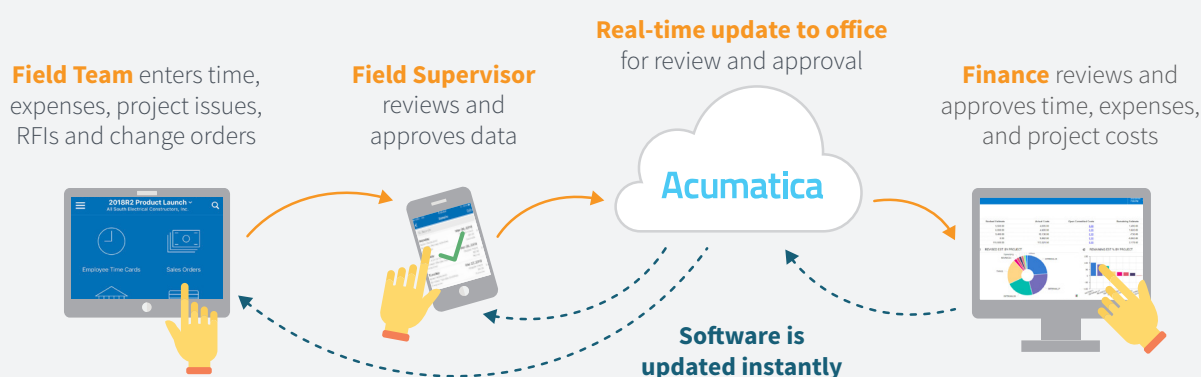 Real-time update to office
for review and approval
Field Team enters time,
expenses, project issues,
RFIs and change orders
Field Supervisor
reviews and
approves data
Finance reviews and
approves time, expenses,
and project costs
Acumatica
2018R2 Product Launch
All South Electrical Constructors, Inc
Employee Time Cards
Sales Orders
Software is
updated instantly